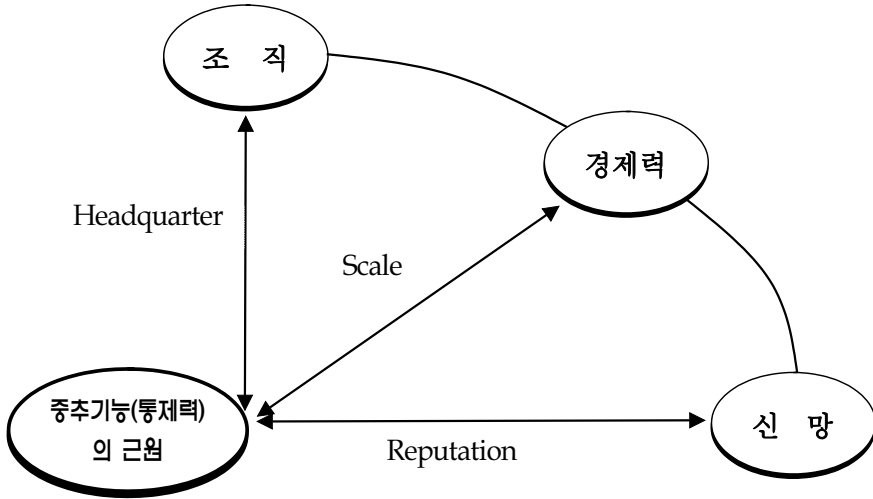 조 직
경제력
Headquarter
Scale
중추기능(통제력)
의 근원
Reputation
신 망